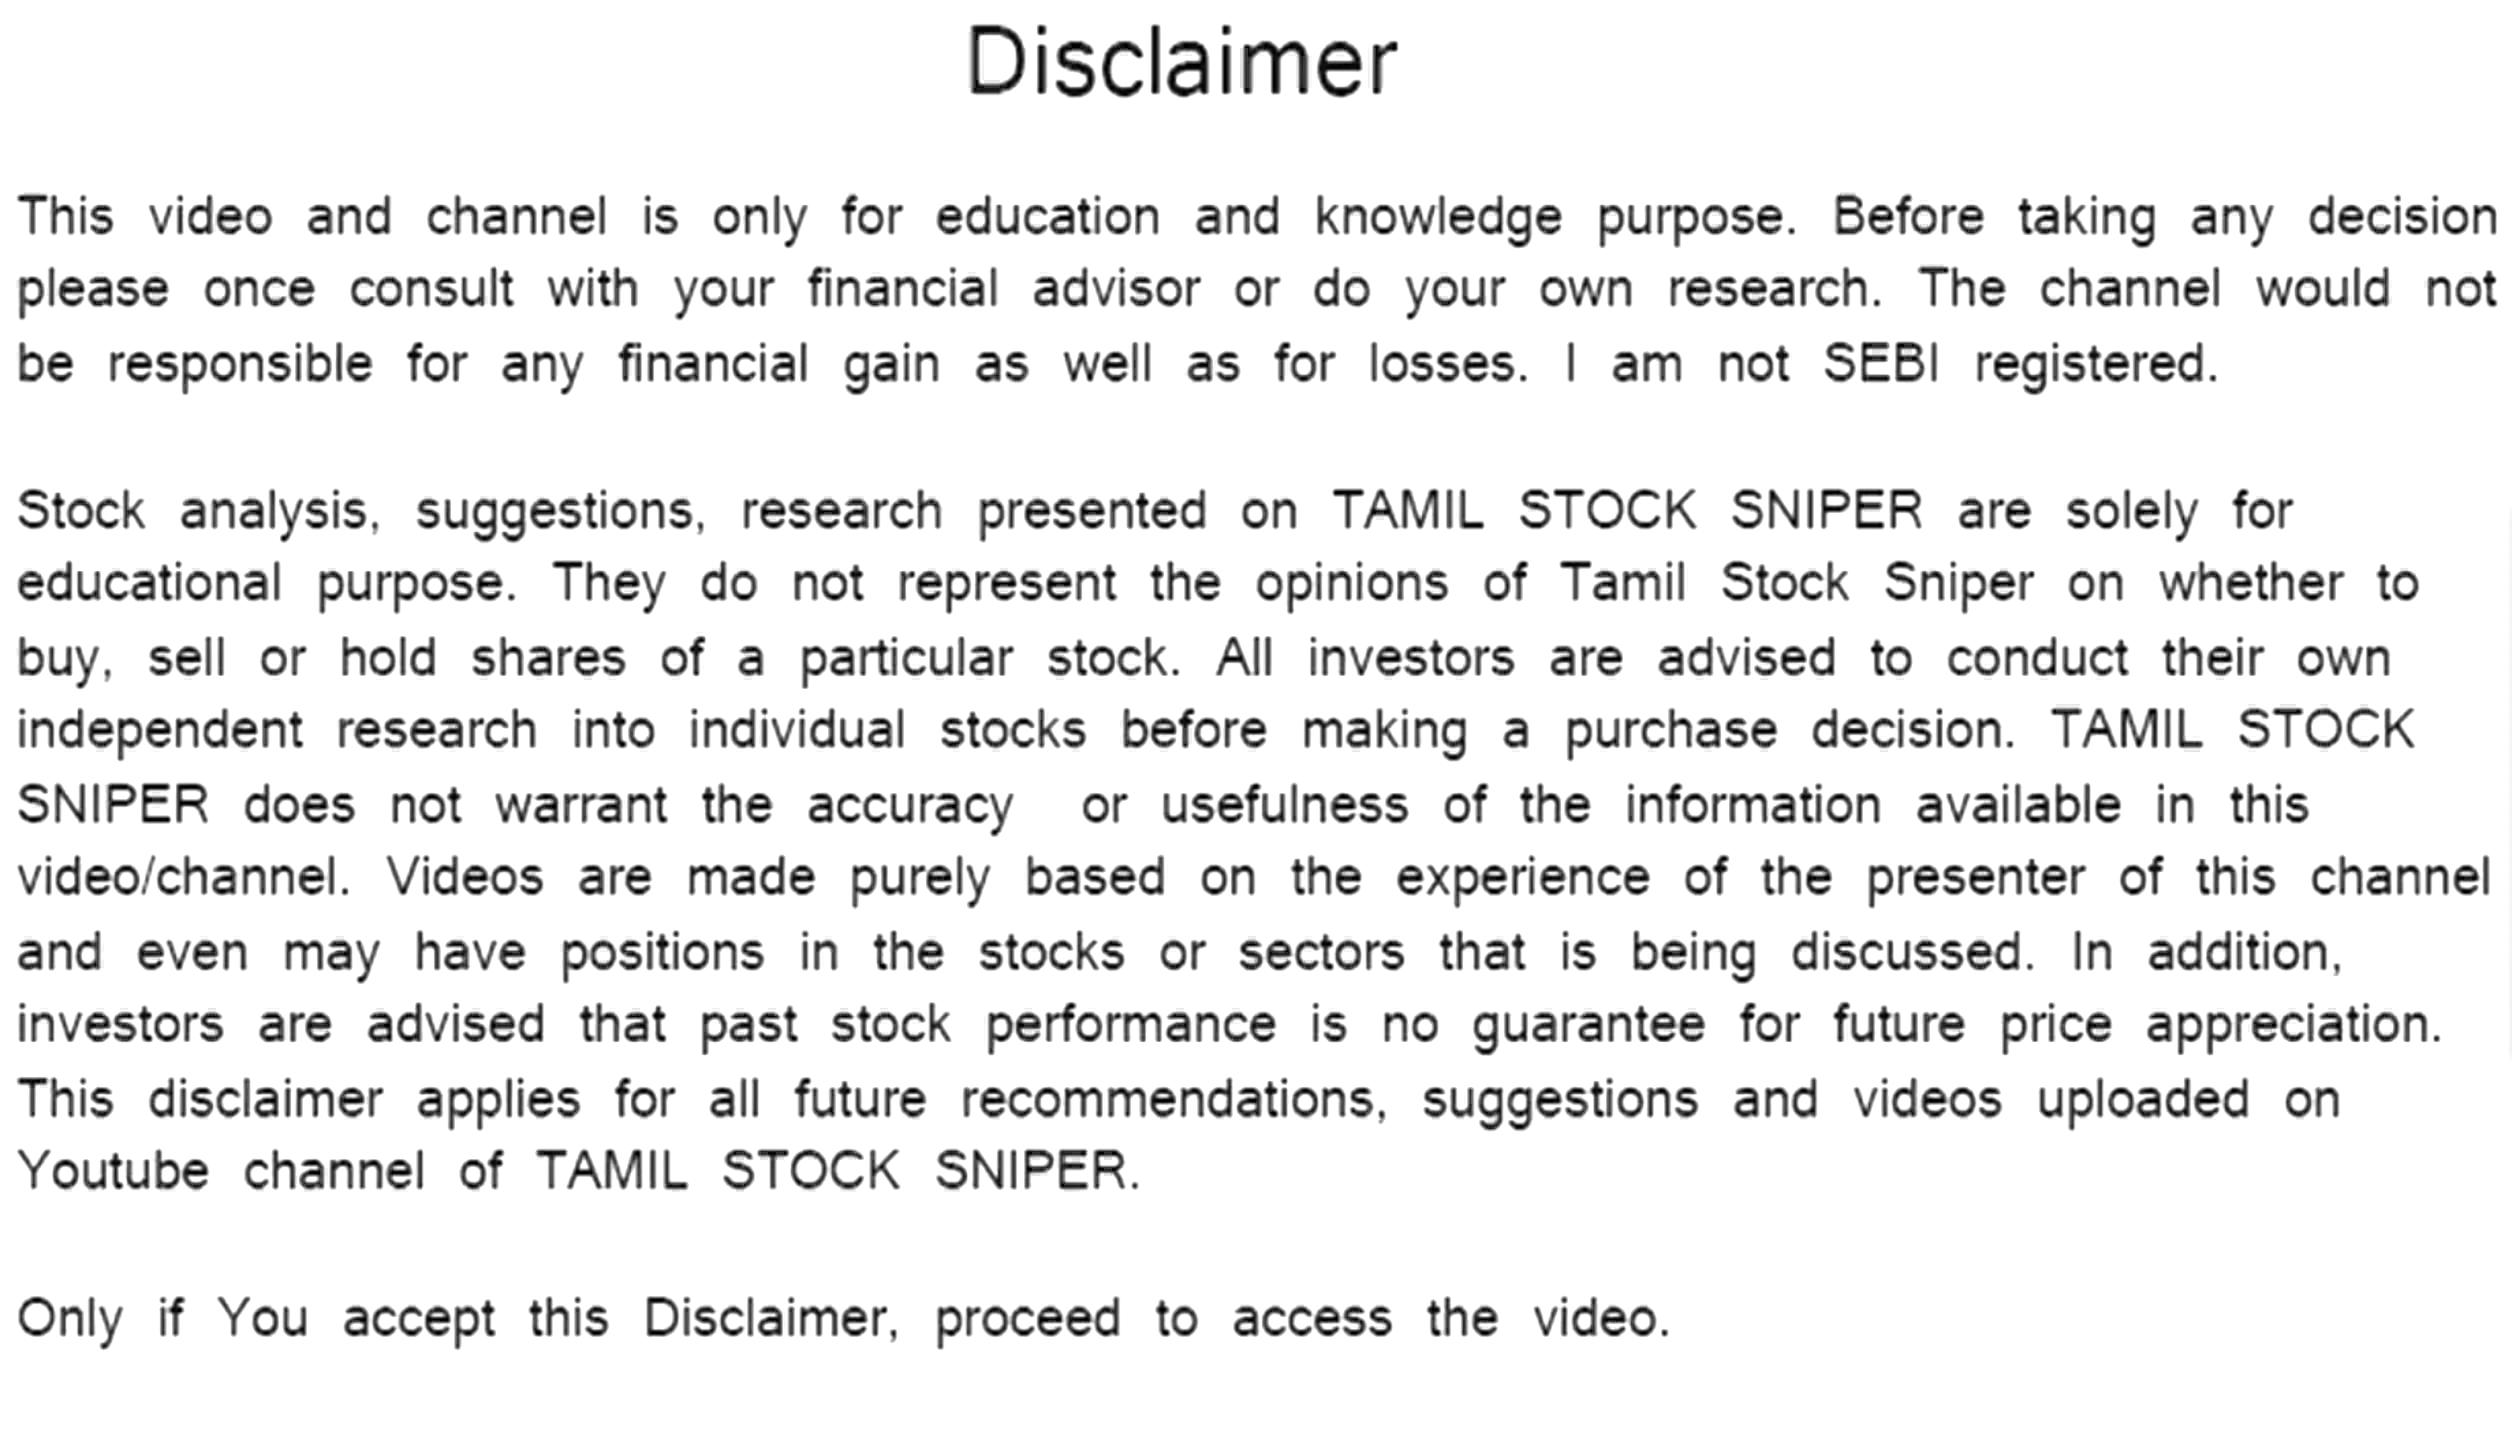 Disclaimer
This video and channel is only for education and knowledge purpose. Before taking any decision
please once consult with your financial advisor or do your own research. The channel would not
be responsible for any financial gain as well as for losses. I am not SEBI registered.
Stock analysis, suggestions, research presented on TAMIL STOCK SNIPER are solely for
educational purpose. They do not represent the opinions of Tamil Stock Sniper on whether to
buy, sell or hold shares of a particular stock. All investors are advised to conduct their own
independent research into individual stocks before making a purchase decision. TAMIL STOCK
SNIPER does not warrant the accuracy or usefulness of the information available in this
video/channel. Videos are made purely based on the experience of the presenter of this channel
and even may have positions in the stocks or sectors that is being discussed. In addition,
investors are advised that past stock performance is no guarantee for future price appreciation.
This disclaimer applies for all future recommendations, suggestions and videos uploaded on
Youtube channel of TAMIL STOCK SNIPER.
Only if You accept this Disclaimer, proceed to access the video.